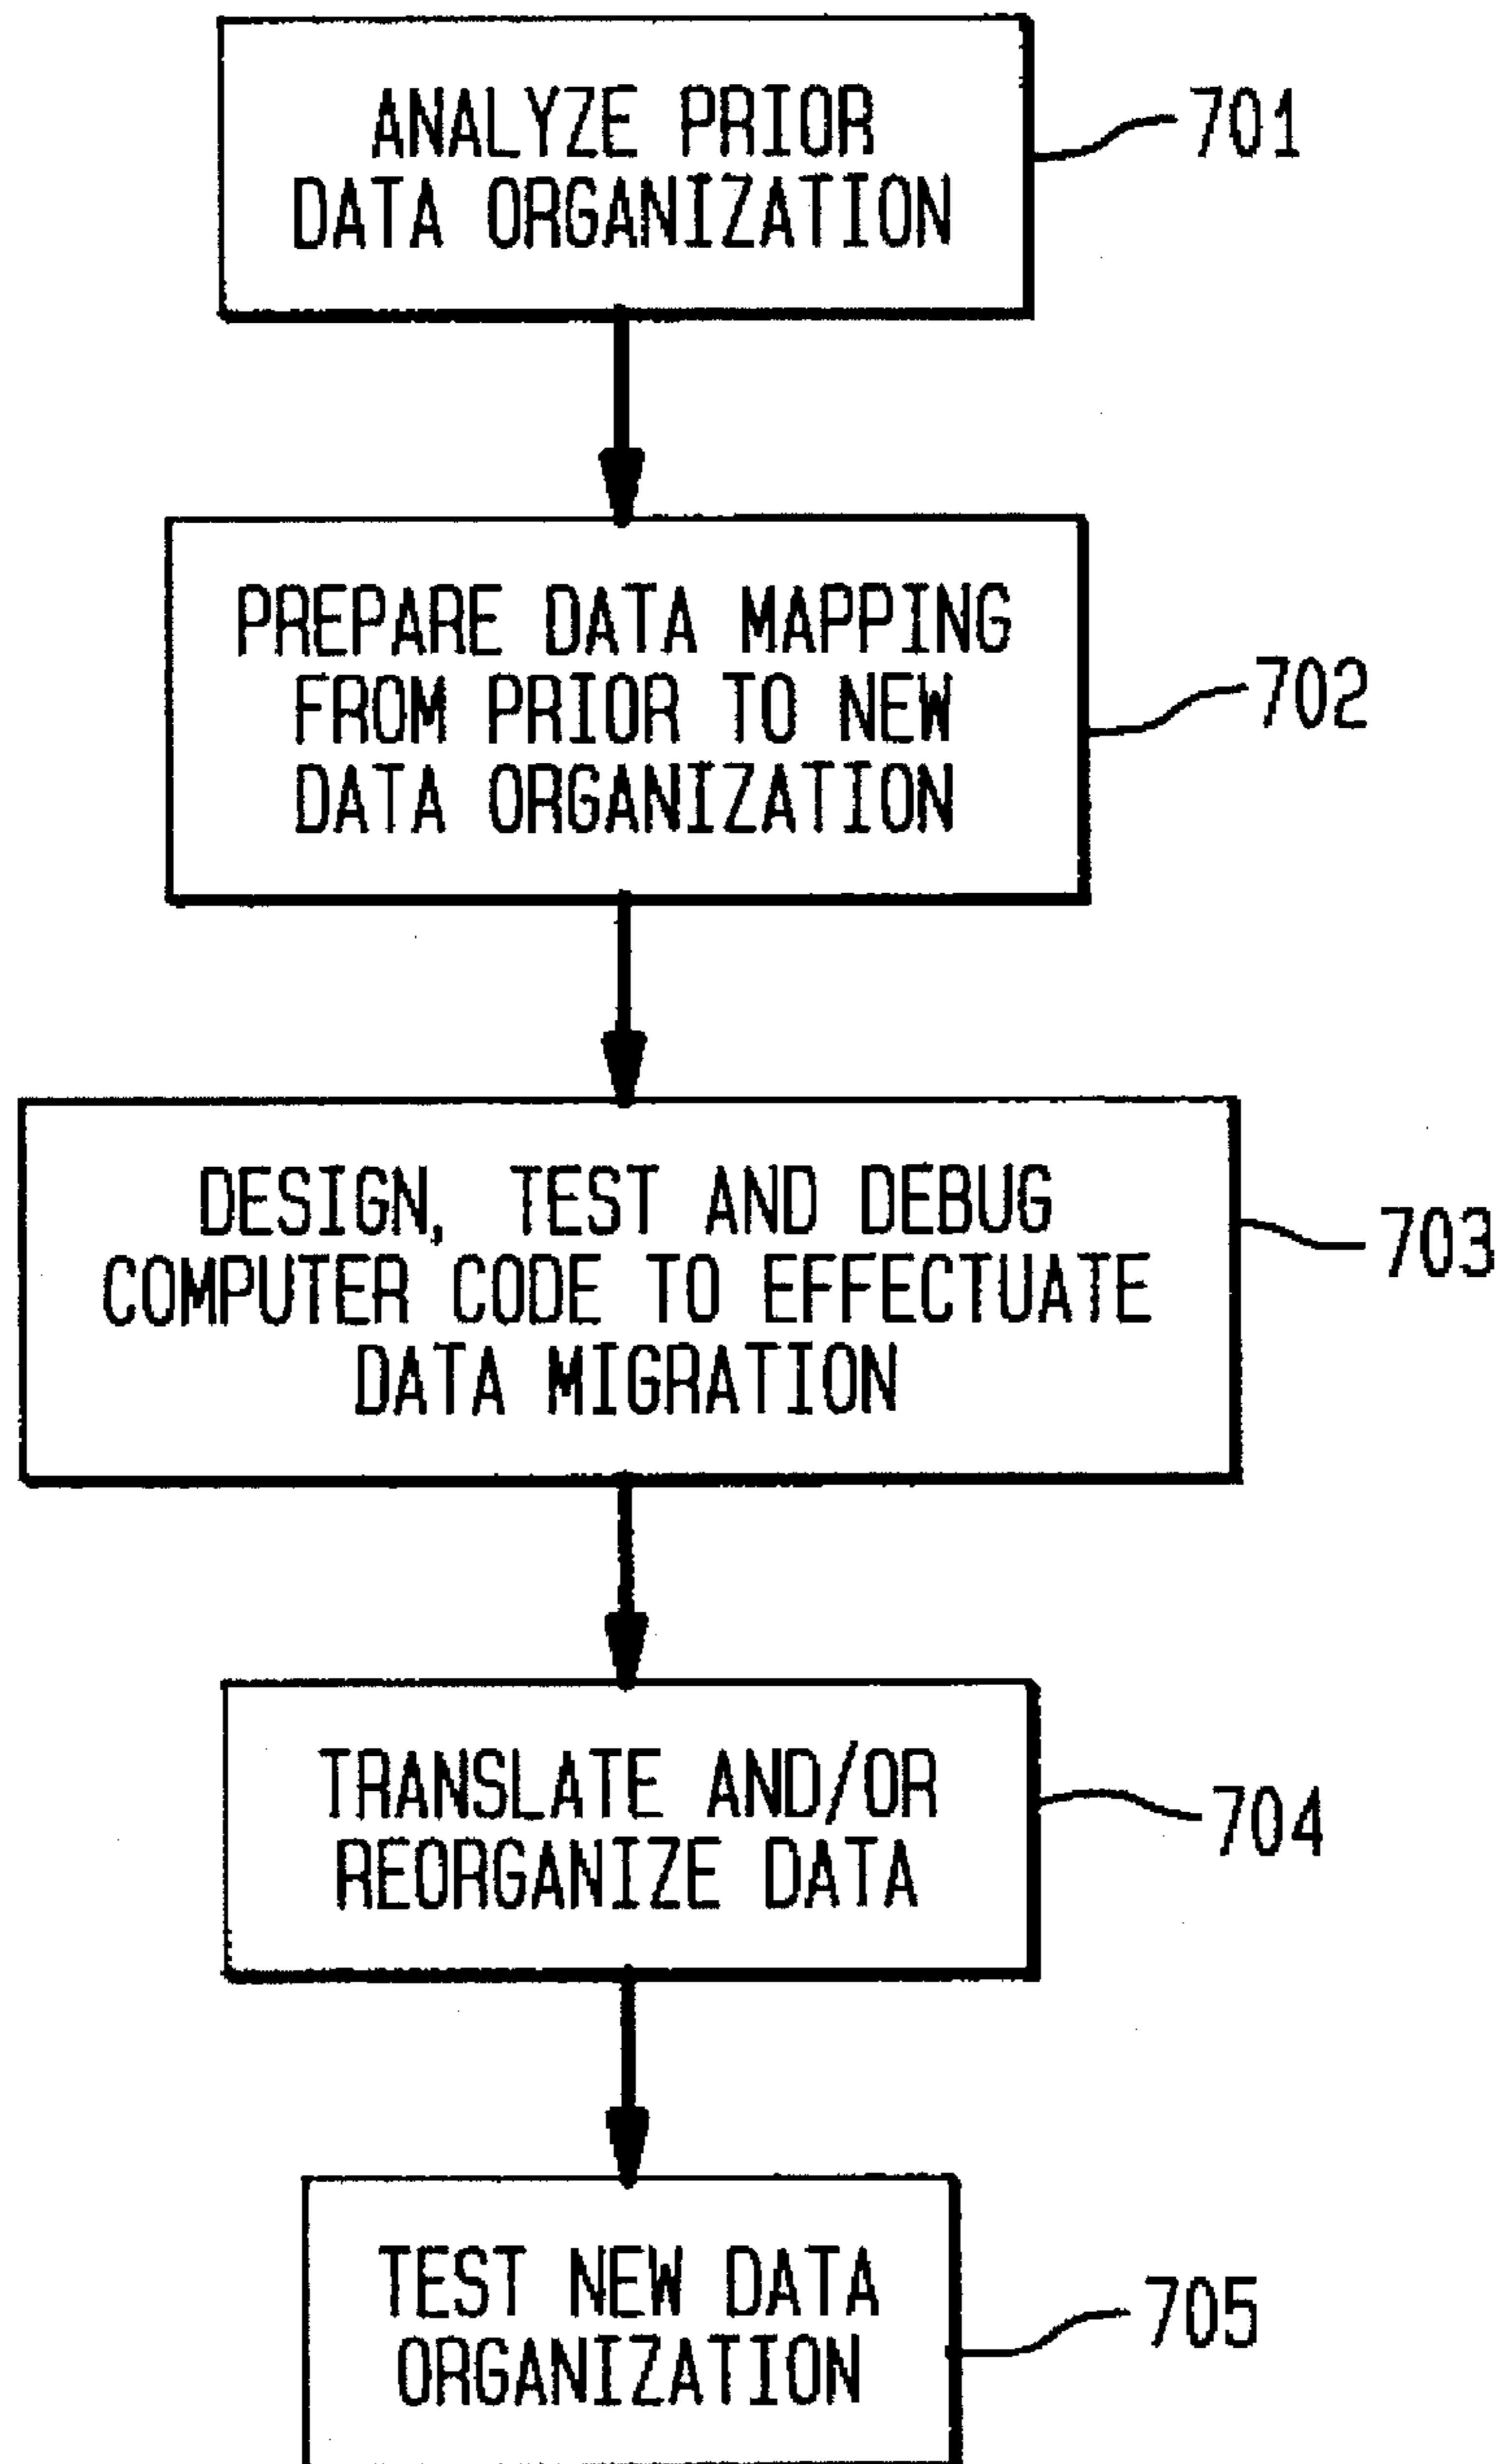 ANALYZE PRIOR
DATA ORGANIZATION
701
PREPARE DATA MAPPING
FROM PRIOR TO NEW
DATA ORGANIZATION
702
DESIGN, TEST AND DEBUG
COMPUTER CODE TO EFFECTUATE
DATA MIGRATION
703
TRANSLATE AND/OR
REORGANIZE DATA
704
TEST NEW DATA
ORGANIZATION
705